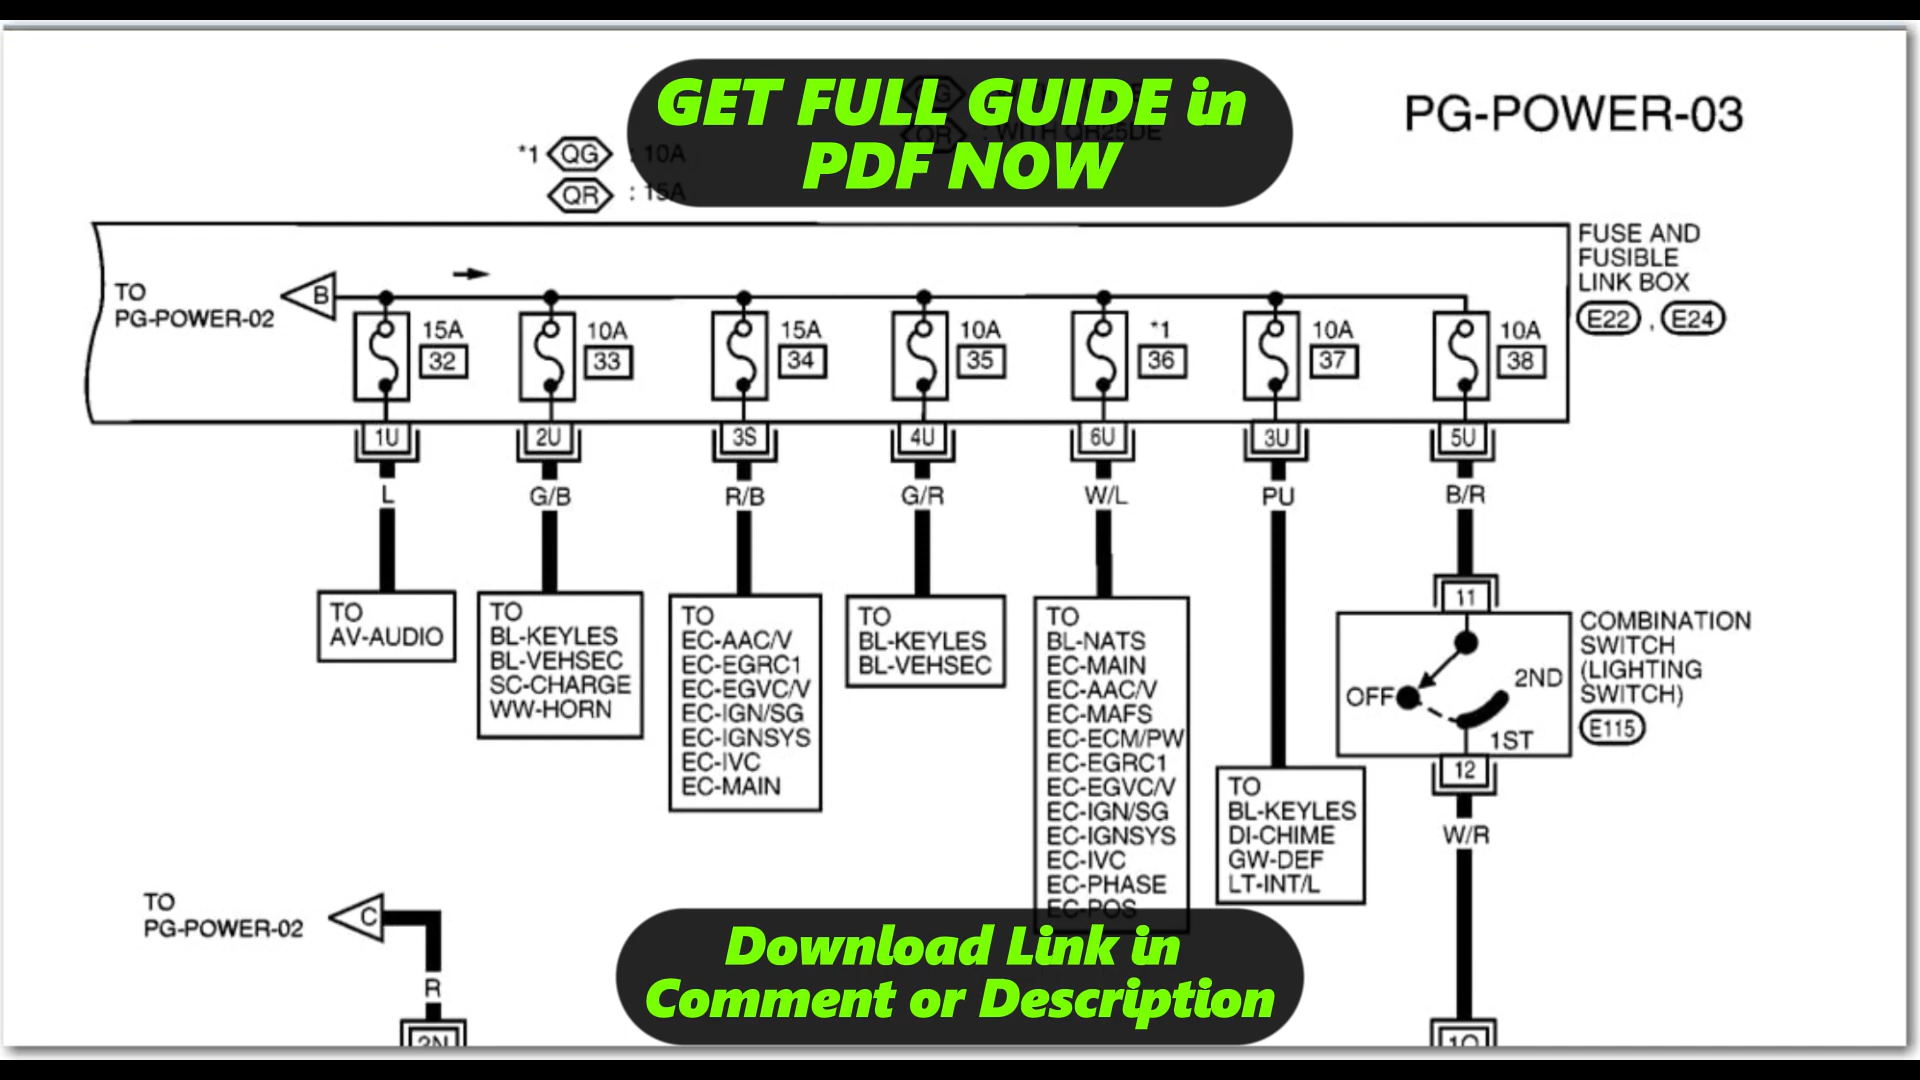 GET FULL GUIDE in
PDF NOW
PG-POWER-03
: WITH QR25DE
*1 QG : 10A
QR : 15A
FUSE AND
FUSIBLE
LINK BOX
E22 , E24
TO
PG-POWER-02
B
15A
32
10A
33
15A
34
10A
35
*1
36
10A
37
10A
38
1U
2U
3S
4U
6U
3U
5U
L
G/B
R/B
G/R
W/L
PU
B/R
TO
AV-AUDIO
TO
BL-KEYLES
BL-VEHSEC
SC-CHARGE
WW-HORN
TO
EC-AAC/V
EC-EGRC1
EC-EGVC/V
EC-IGN/SG
EC-IGNSYS
EC-IVC
EC-MAIN
TO
BL-KEYLES
BL-VEHSEC
TO
BL-NATS
EC-MAIN
EC-AAC/V
EC-MAFS
EC-ECM/PW
EC-EGRC1
EC-EGVC/V
EC-IGN/SG
EC-IGNSYS
EC-IVC
EC-PHASE
EC-POS
TO
BL-KEYLES
DI-CHIME
GW-DEF
LT-INT/L
11
OFF
2ND
1ST
12
COMBINATION
SWITCH
(LIGHTING
SWITCH)
E115
W/R
TO
PG-POWER-02
C
R
Download Link in
Comment or Description